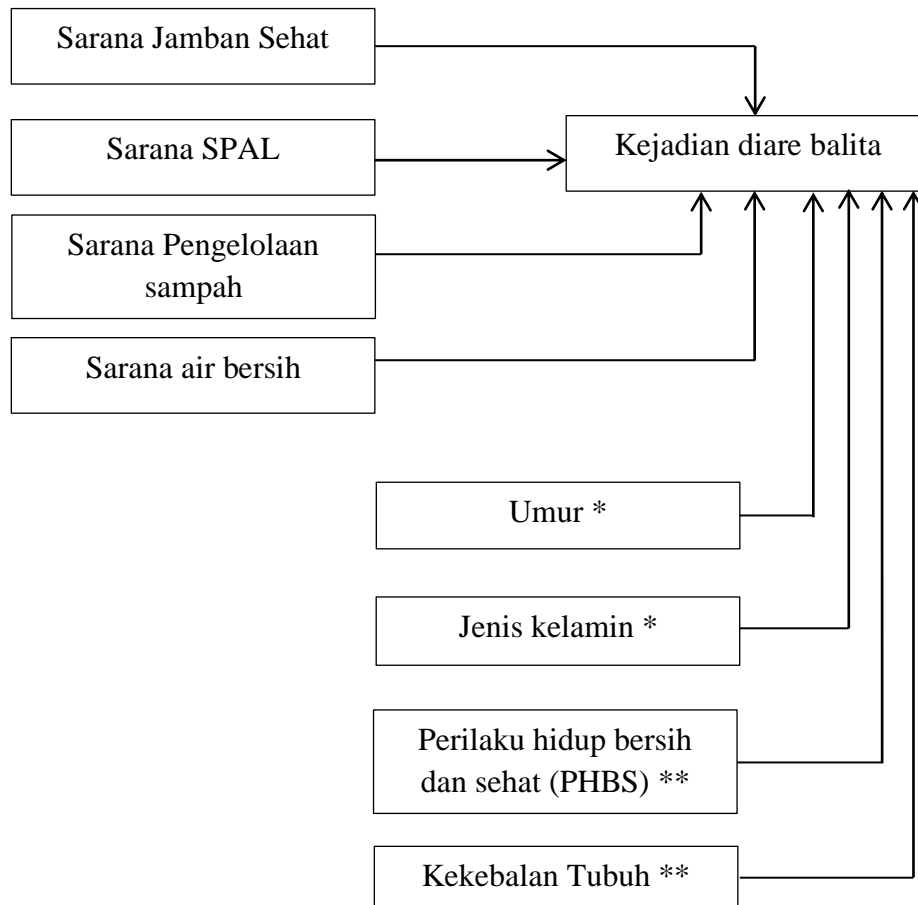 Sarana Jamban Sehat
Sarana SPAL
Kejadian diare balita
Sarana Pengelolaan
sampah
Sarana air bersih
Umur *
Jenis kelamin *
Perilaku hidup bersih
dan sehat (PHBS) **
Kekebalan Tubuh **